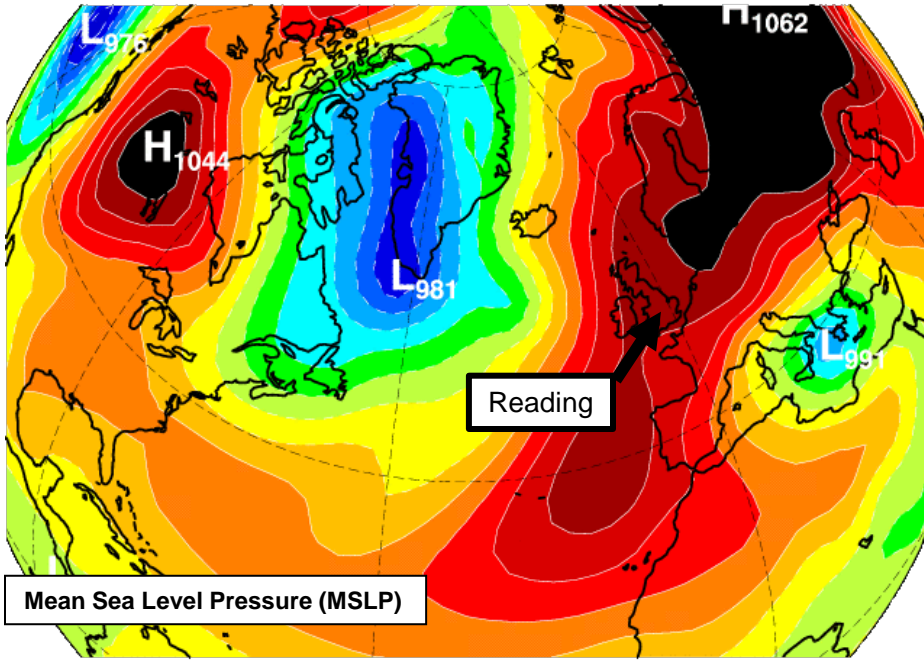 L976
H1062
H1044
L981
L991
Reading
L
Mean Sea Level Pressure (MSLP)